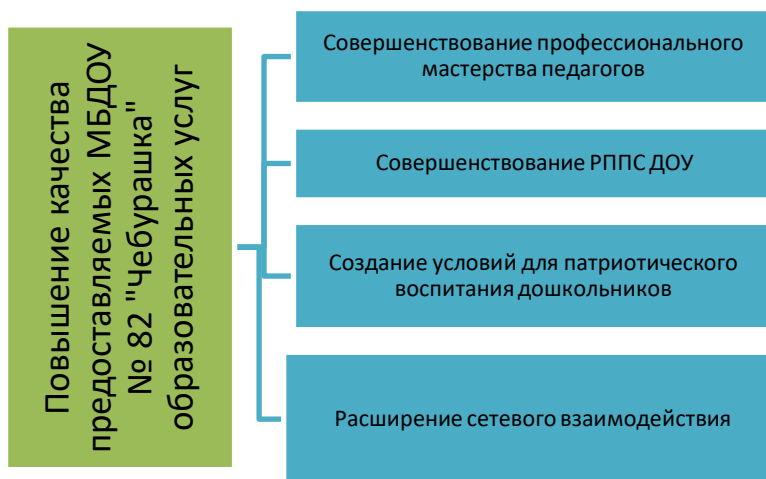 Повышение качества
предоставляемых МБДОУ
№ 82 "Чебурашка"
образовательных услуг
Совершенствование профессионального
мастерства педагогов
Совершенствование РППС ДОУ
Создание условий для патриотического
воспитания дошкольников
Расширение сетевого взаимодействия